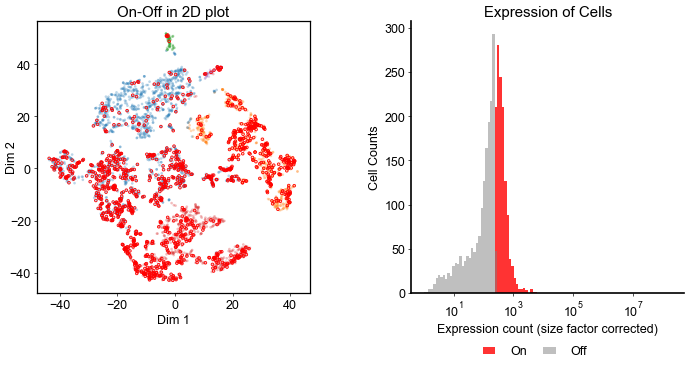 On-Off in 2D plot
Dim 2
40
20
0
−20
−40
−40 −20 0 20 40
Dim 1
Expression of Cells
Cell Counts
300
250
200
150
100
50
0
10^1 10^3 10^5 10^7
Expression count (size factor corrected)
On Off